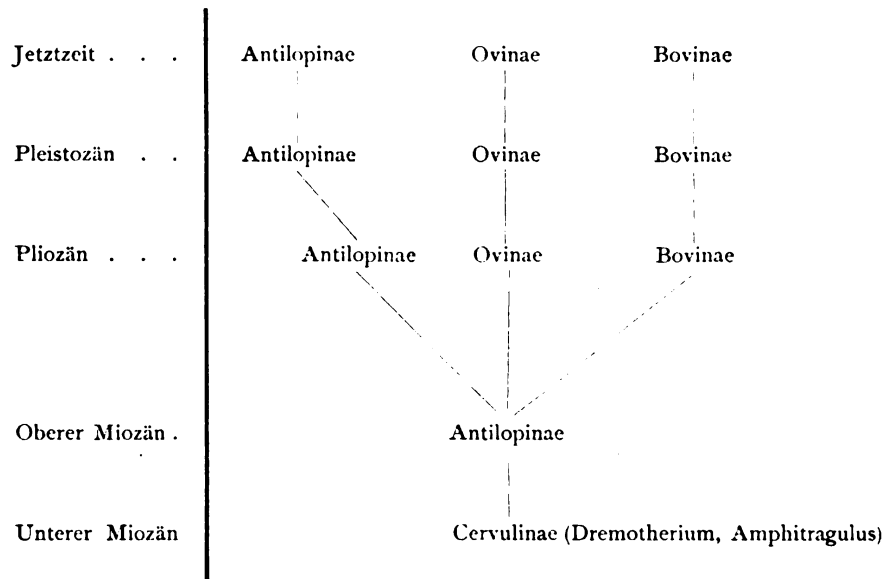 Jetztzeit . . . Antilopinae Ovinae Bovinae
Pleistozän . . Antilopinae Ovinae Bovinae
Pliozän . . . Antilopinae Ovinae Bovinae
Oberer Miozän . Antilopinae
Unterer Miozän Cervulinae (Dremotherium, Amphitragulus)